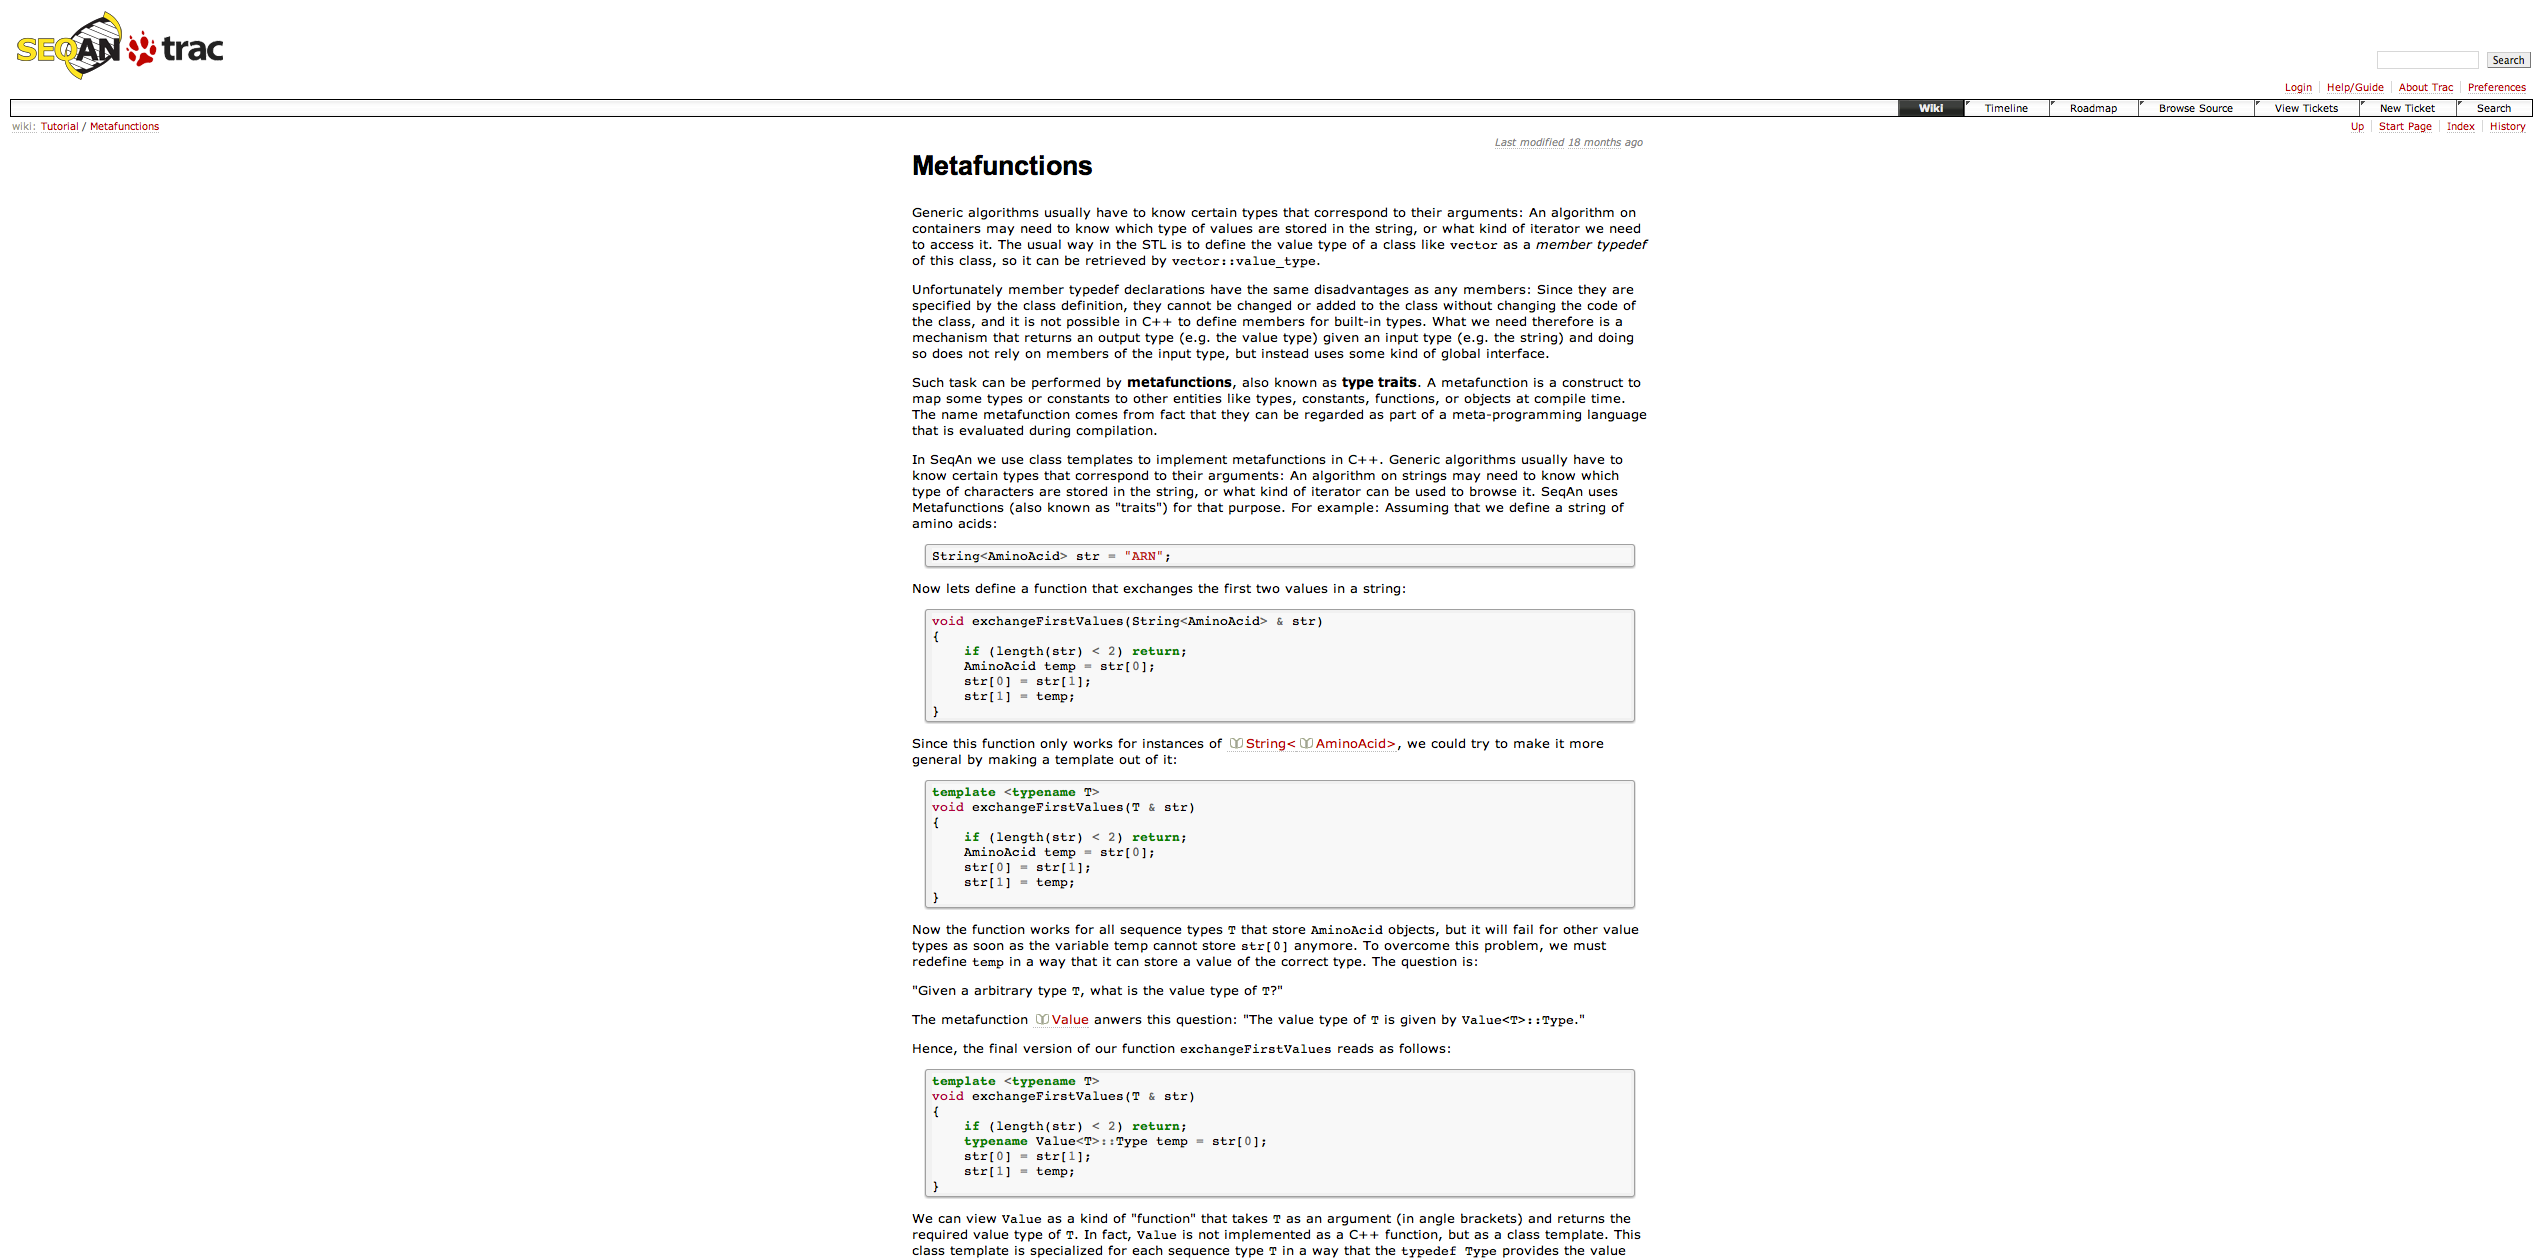 SEQAN trac
Search
Login Help/Guide About Trac Preferences
Wiki Timeline Roadmap Browse Source View Tickets New Ticket Search
wiki: Tutorial / Metafunctions
Up Start Page Index History
Last modified 18 months ago
Metafunctions
Generic algorithms usually have to know certain types that correspond to their arguments: An algorithm on
containers may need to know which type of values are stored in the string, or what kind of iterator we need
to access it. The usual way in the STL is to define the value type of a class like vector as a member typedef
of this class, so it can be retrieved by vector::value_type.
Unfortunately member typedef declarations have the same disadvantages as any members: Since they are
specified by the class definition, they cannot be changed or added to the class without changing the code of
the class, and it is not possible in C++ to define members for built-in types. What we need therefore is a
mechanism that returns an output type (e.g. the value type) given an input type (e.g. the string) and doing
so does not rely on members of the input type, but instead uses some kind of global interface.
Such task can be performed by metafunctions, also known as type traits. A metafunction is a construct to
map some types or constants to other entities like types, constants, functions, or objects at compile time.
The name metafunction comes from fact that they can be regarded as part of a meta-programming language
that is evaluated during compilation.
In SeqAn we use class templates to implement metafunctions in C++. Generic algorithms usually have to
know certain types that correspond to their arguments: An algorithm on strings may need to know which
type of characters are stored in the string, or what kind of iterator can be used to browse it. SeqAn uses
Metafunctions (also known as "traits") for that purpose. For example: Assuming that we define a string of
amino acids:
String<AminoAcid> str = "ARN";
Now lets define a function that exchanges the first two values in a string:
void exchangeFirstValues(String<AminoAcid> & str)
{
if (length(str) < 2) return;
AminoAcid temp = str[0];
str[0] = str[1];
str[1] = temp;
}
Since this function only works for instances of String< AminoAcid>, we could try to make it more
general by making a template out of it:
template <typename T>
void exchangeFirstValues(T & str)
{
if (length(str) < 2) return;
AminoAcid temp = str[0];
str[0] = str[1];
str[1] = temp;
}
Now the function works for all sequence types T that store AminoAcid objects, but it will fail for other value
types as soon as the variable temp cannot store str[0] anymore. To overcome this problem, we must
redefine temp in a way that it can store a value of the correct type. The question is:
"Given a arbitrary type T, what is the value type of T?"
The metafunction Value anwers this question: "The value type of T is given by Value<T>::Type."
Hence, the final version of our function exchangeFirstValues reads as follows:
template <typename T>
void exchangeFirstValues(T & str)
{
if (length(str) < 2) return;
typename Value<T>::Type temp = str[0];
str[0] = str[1];
str[1] = temp;
}
We can view Value as a kind of "function" that takes T as an argument (in angle brackets) and returns the
required value type of T. In fact, Value is not implemented as a C++ function, but as a class template. This
class template is specialized for each sequence type T in a way that the typedef Type provides the value